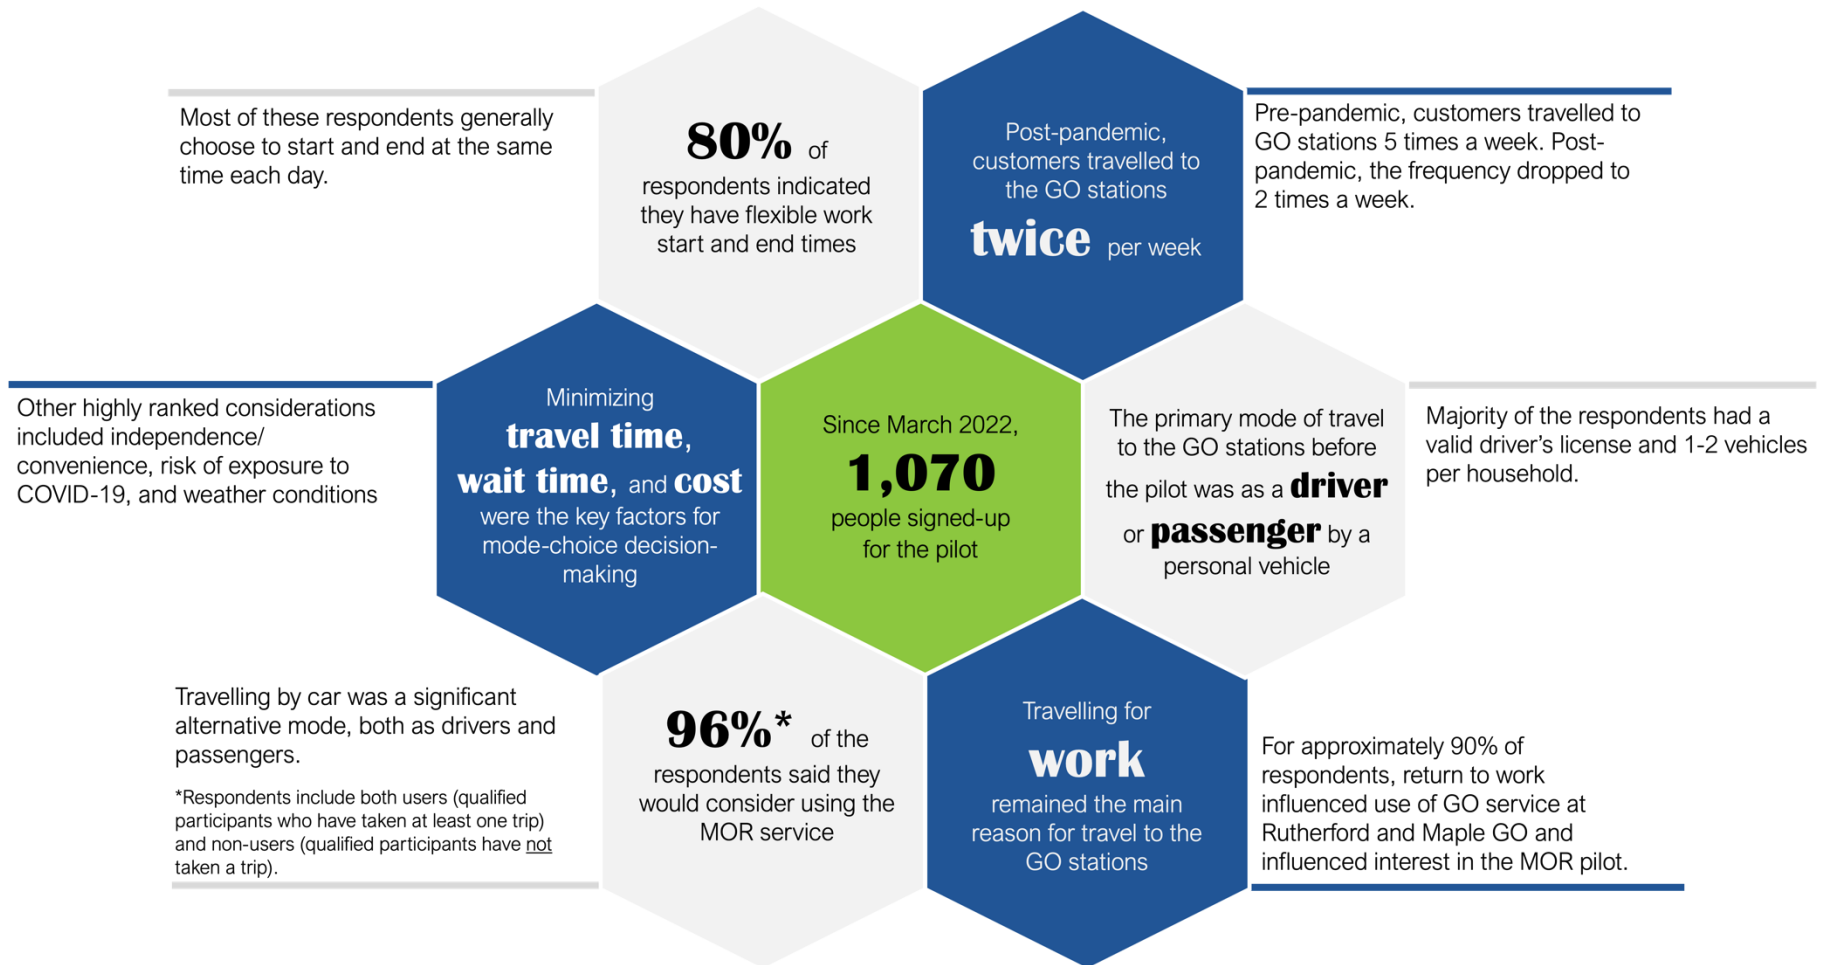 Most of these respondents generally
choose to start and end at the same
time each day.
80% of
respondents indicated
they have flexible work
start and end times
Post-pandemic,
customers travelled to
the GO stations
twice per week
Pre-pandemic, customers travelled to
GO stations 5 times a week. Post-
pandemic, the frequency dropped to
2 times a week.
Other highly ranked considerations
included independence/
convenience, risk of exposure to
COVID-19, and weather conditions
Minimizing
travel time,
wait time, and cost
were the key factors for
mode-choice decision-
making
Since March 2022,
1,070
people signed-up
for the pilot
The primary mode of travel
to the GO stations before
the pilot was as a driver
or passenger by a
personal vehicle
Majority of the respondents had a
valid driver’s license and 1-2 vehicles
per household.
Travelling by car was a significant
alternative mode, both as drivers and
passengers.
*Respondents include both users (qualified
participants who have taken at least one trip)
and non-users (qualified participants have not
taken a trip).
96%* of the
respondents said they
would consider using the
MOR service
Travelling for
work
remained the main
reason for travel to the
GO stations
For approximately 90% of
respondents, return to work
influenced use of GO service at
Rutherford and Maple GO and
influenced interest in the MOR pilot.